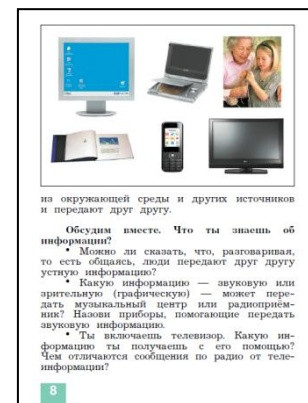 из окружающей среды и других источников
и передают друг другу.
Обсудим вместе. Что ты знаешь об
информации?
• Можно ли сказать, что, разговаривая,
то есть общаясь, люди передают друг другу
устную информацию?
• Какую информацию — звуковую или
зрительную (графическую) — может пере-
дать музыкальный центр или радиоприём-
ник? Назови приборы, помогающие передать
звуковую информацию.
• Ты включаешь телевизор. Какую ин-
формацию ты получаешь с его помощью?
Чем отличаются сообщения по радио от теле-
информации?
8